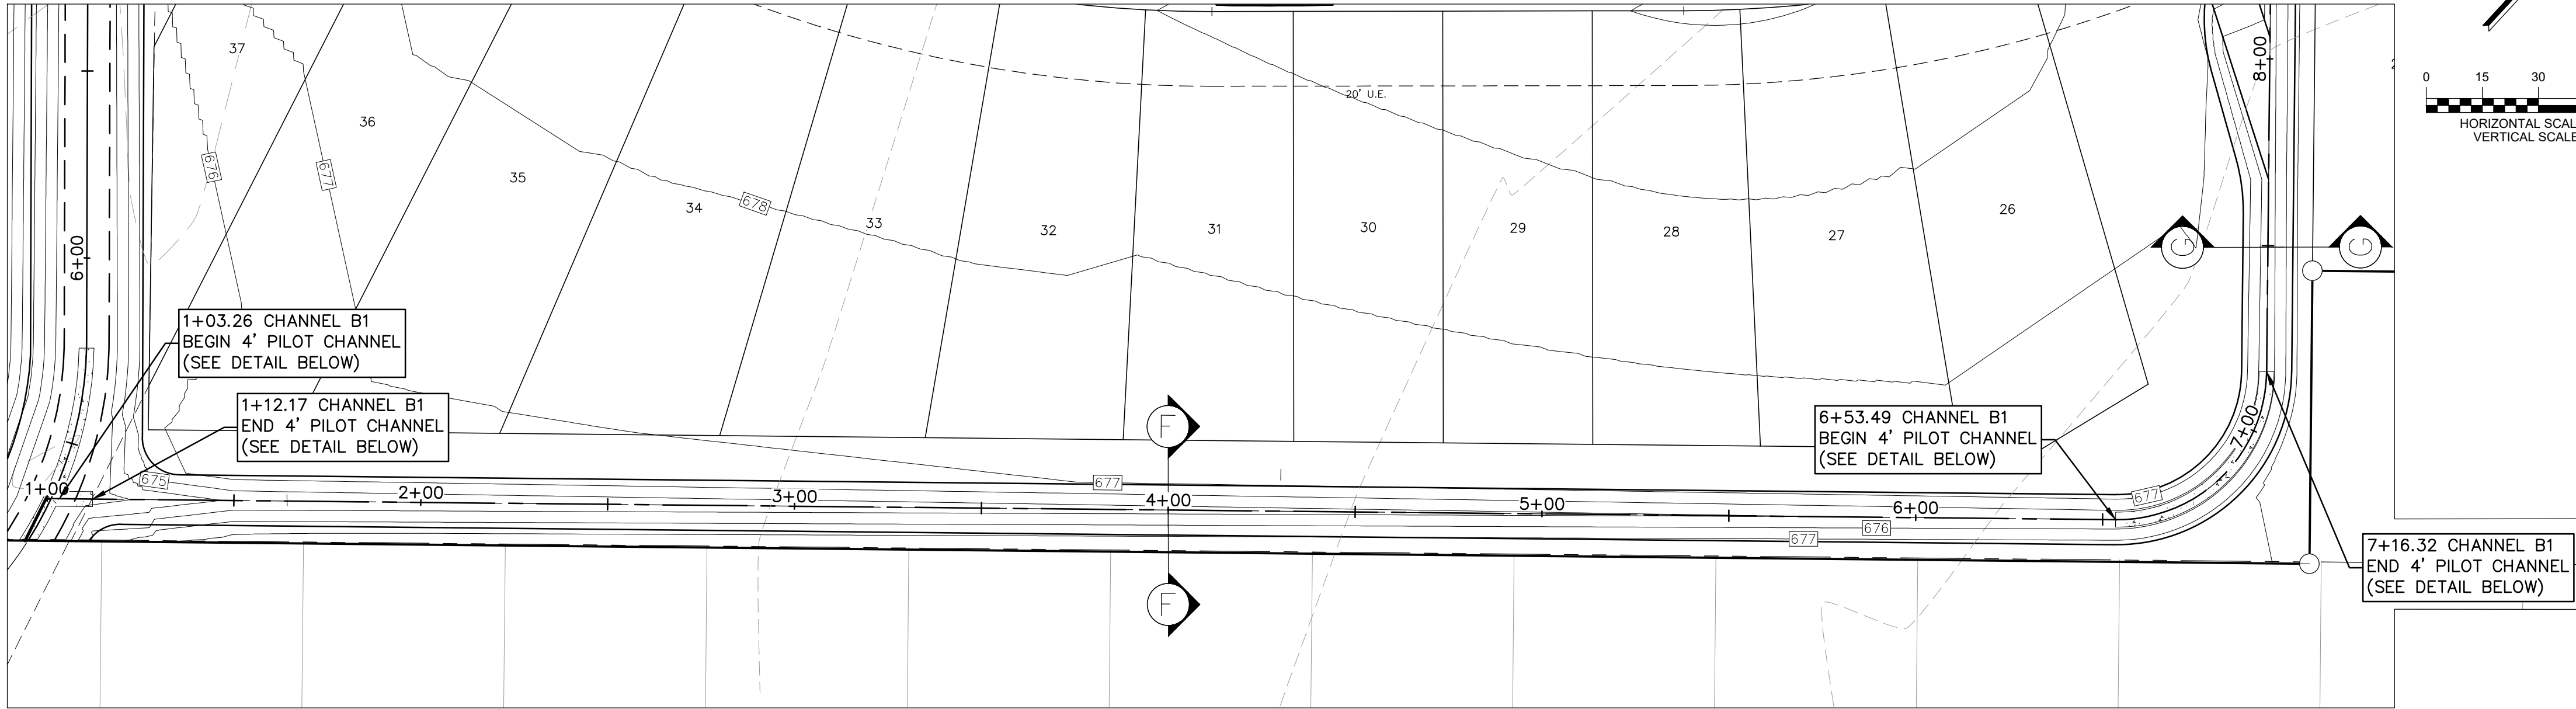 37
36
35
34
33
32
31
30
29
28
27
26
20' U.E.
676
677
678
6+00
8+00
G
G
0 15 30
HORIZONTAL SCAL
VERTICAL SCALE
1+03.26 CHANNEL B1
BEGIN 4' PILOT CHANNEL
(SEE DETAIL BELOW)
1+12.17 CHANNEL B1
END 4' PILOT CHANNEL
(SEE DETAIL BELOW)
F
6+53.49 CHANNEL B1
BEGIN 4' PILOT CHANNEL
(SEE DETAIL BELOW)
7+00
675
677
677
1+00
2+00
3+00
4+00
5+00
6+00
676
677
F
7+16.32 CHANNEL B1
END 4' PILOT CHANNEL
(SEE DETAIL BELOW)